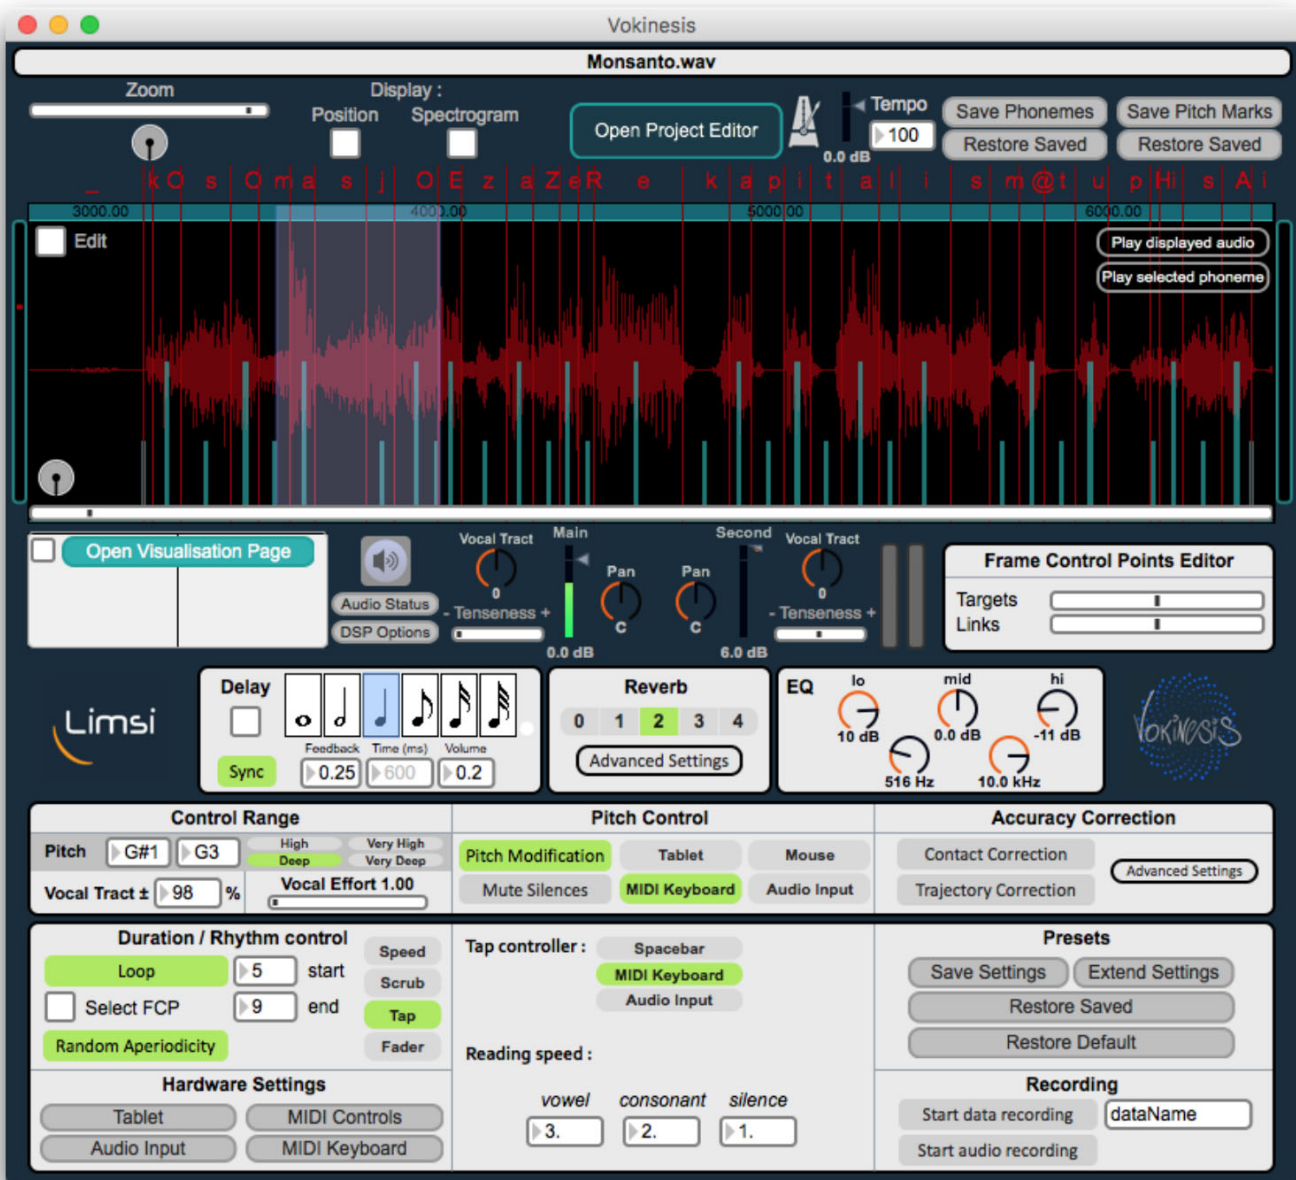 Vokinesis
Monsanto.wav
Zoom
Display :
Position
Spectrogram
Open Project Editor
Tempo
100
0.0 dB
Save Phonemes
Save Pitch Marks
Restore Saved
Restore Saved
_ k O s O m a s j O E z a Z e R e k a p i t a l i s m @ t u p H i s A i
3000.00 4000.00 5000.00 6000.00
Edit
Play displayed audio
Play selected phoneme
Open Visualisation Page
Audio Status
DSP Options
Vocal Tract
0
- Tenseness +
Main
0.0 dB
Pan
C
Pan
C
Second
6.0 dB
Vocal Tract
0
- Tenseness +
Frame Control Points Editor
Targets
Links
Limsi
Delay
Sync
Feedback
0.25
Time (ms)
600
Volume
0.2
Reverb
0 1 2 3 4
Advanced Settings
EQ
lo
10 dB
mid
0.0 dB
hi
-11 dB
516 Hz
10.0 kHz
VOKINESIS
Control Range
Pitch
G#1
G3
High
Very High
Deep
Very Deep
Vocal Tract ±
98
%
Vocal Effort 1.00
Pitch Control
Pitch Modification
Tablet
Mouse
Mute Silences
MIDI Keyboard
Audio Input
Accuracy Correction
Contact Correction
Trajectory Correction
Advanced Settings
Duration / Rhythm control
Loop
5
start
Select FCP
9
end
Random Aperiodicity
Speed
Scrub
Tap
Fader
Tap controller :
Spacebar
MIDI Keyboard
Audio Input
Reading speed :
vowel
consonant
silence
3.
2.
1.
Presets
Save Settings
Extend Settings
Restore Saved
Restore Default
Hardware Settings
Tablet
MIDI Controls
Audio Input
MIDI Keyboard
Recording
Start data recording
dataName
Start audio recording